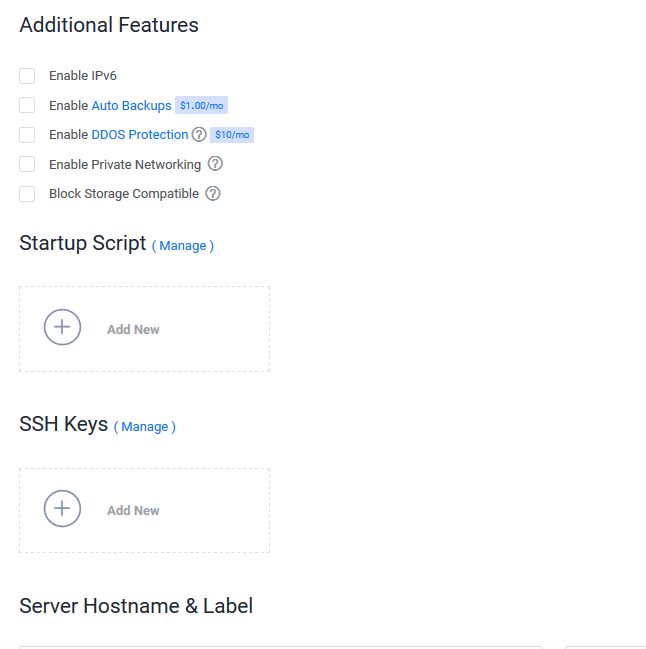 Additional Features
Enable IPv6
Enable Auto Backups $1.00/mo
Enable DDOS Protection ? $10/mo
Enable Private Networking ?
Block Storage Compatible ?
Startup Script ( Manage )
Add New
SSH Keys ( Manage )
Add New
Server Hostname & Label